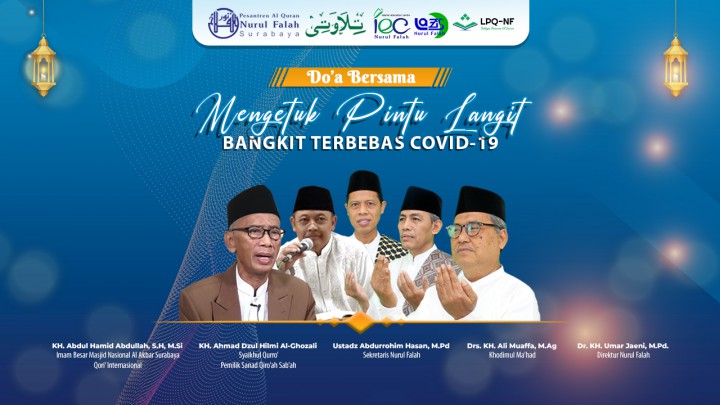 Pesantren Al Quran
Nurul Falah
Surabaya
تلاوتي
IEC
Nurul Falah
LAZIS
Nurul Falah
LPQ-NF
Do'a Bersama
Mengetuk Pintu Langit
BANGKIT TERBEBAS COVID-19
KH. Abdul Hamid Abdullah, S.H, M.Si
Imam Besar Masjid Nasional Al Akbar Surabaya
Qori' Internasional
KH. Ahmad Dzul Hilmi Al-Ghozali
Syaikhul Qurro'
Pemilik Sanad Qiro'ah Sab'ah
Ustadz Abdurrohim Hasan, M.Pd
Sekretaris Nurul Falah
Drs. KH. Ali Muaffa, M.Ag
Khodimul Ma'had
Dr. KH. Umar Jaeni, M.Pd.
Direktur Nurul Falah